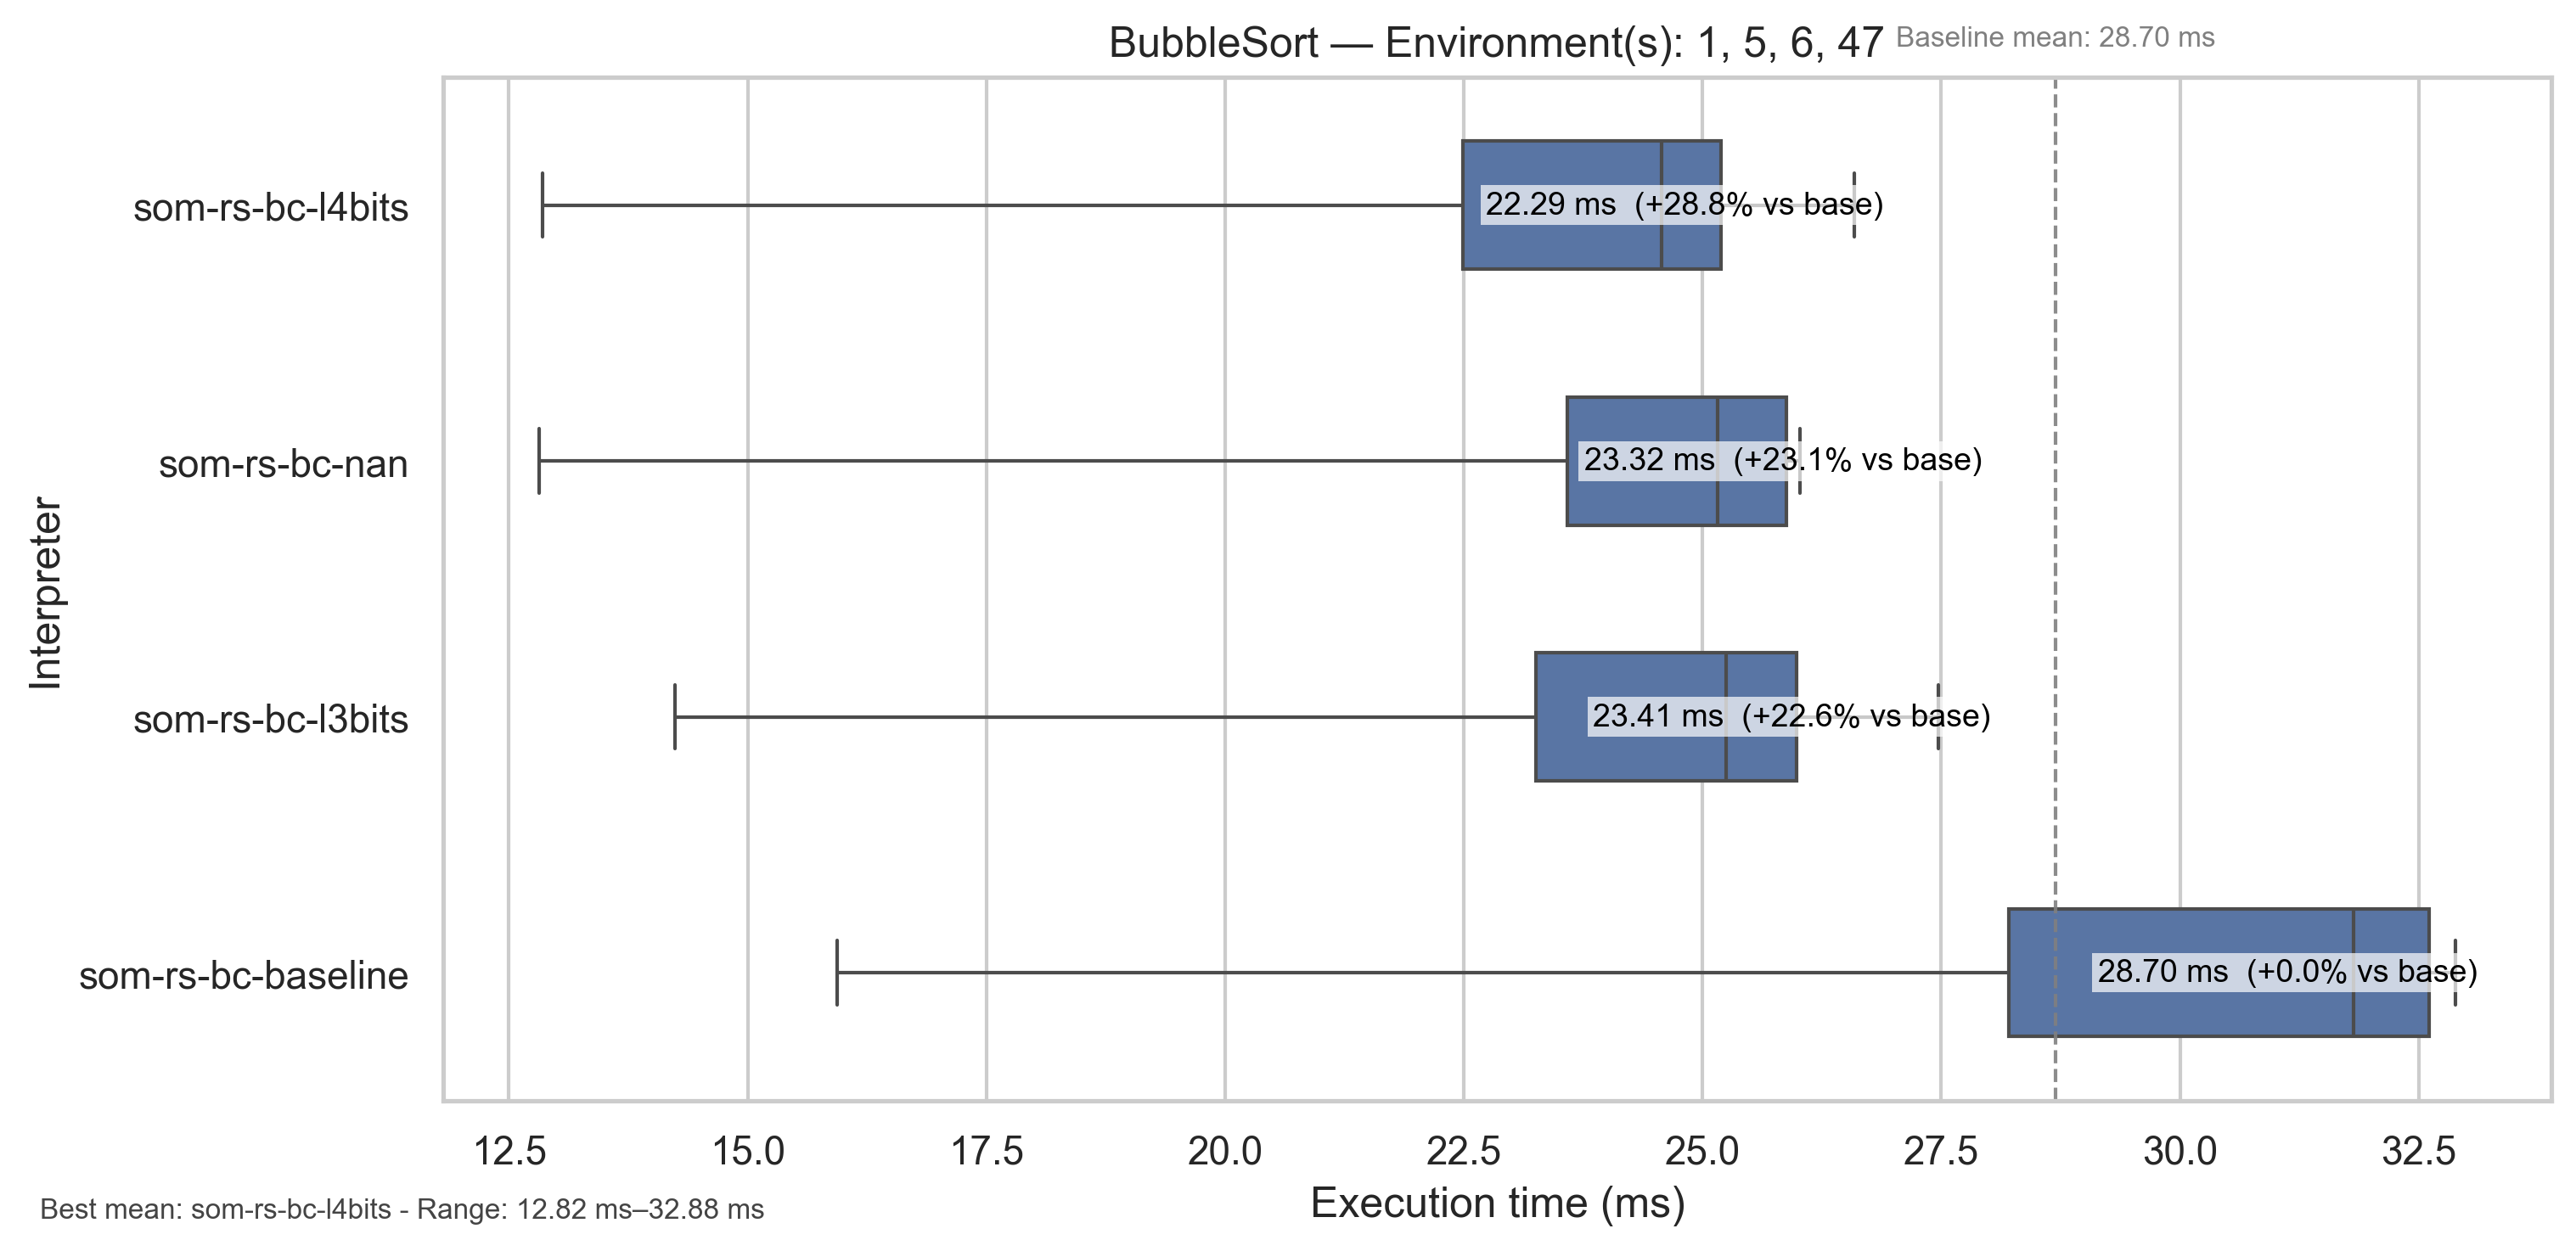 BubbleSort — Environment(s): 1, 5, 6, 47
Baseline mean: 28.70 ms
Interpreter
som-rs-bc-l4bits
22.29 ms (+28.8% vs base)
som-rs-bc-nan
23.32 ms (+23.1% vs base)
som-rs-bc-l3bits
23.41 ms (+22.6% vs base)
som-rs-bc-baseline
28.70 ms (+0.0% vs base)
12.5 15.0 17.5 20.0 22.5 25.0 27.5 30.0 32.5
Execution time (ms)
Best mean: som-rs-bc-l4bits - Range: 12.82 ms–32.88 ms